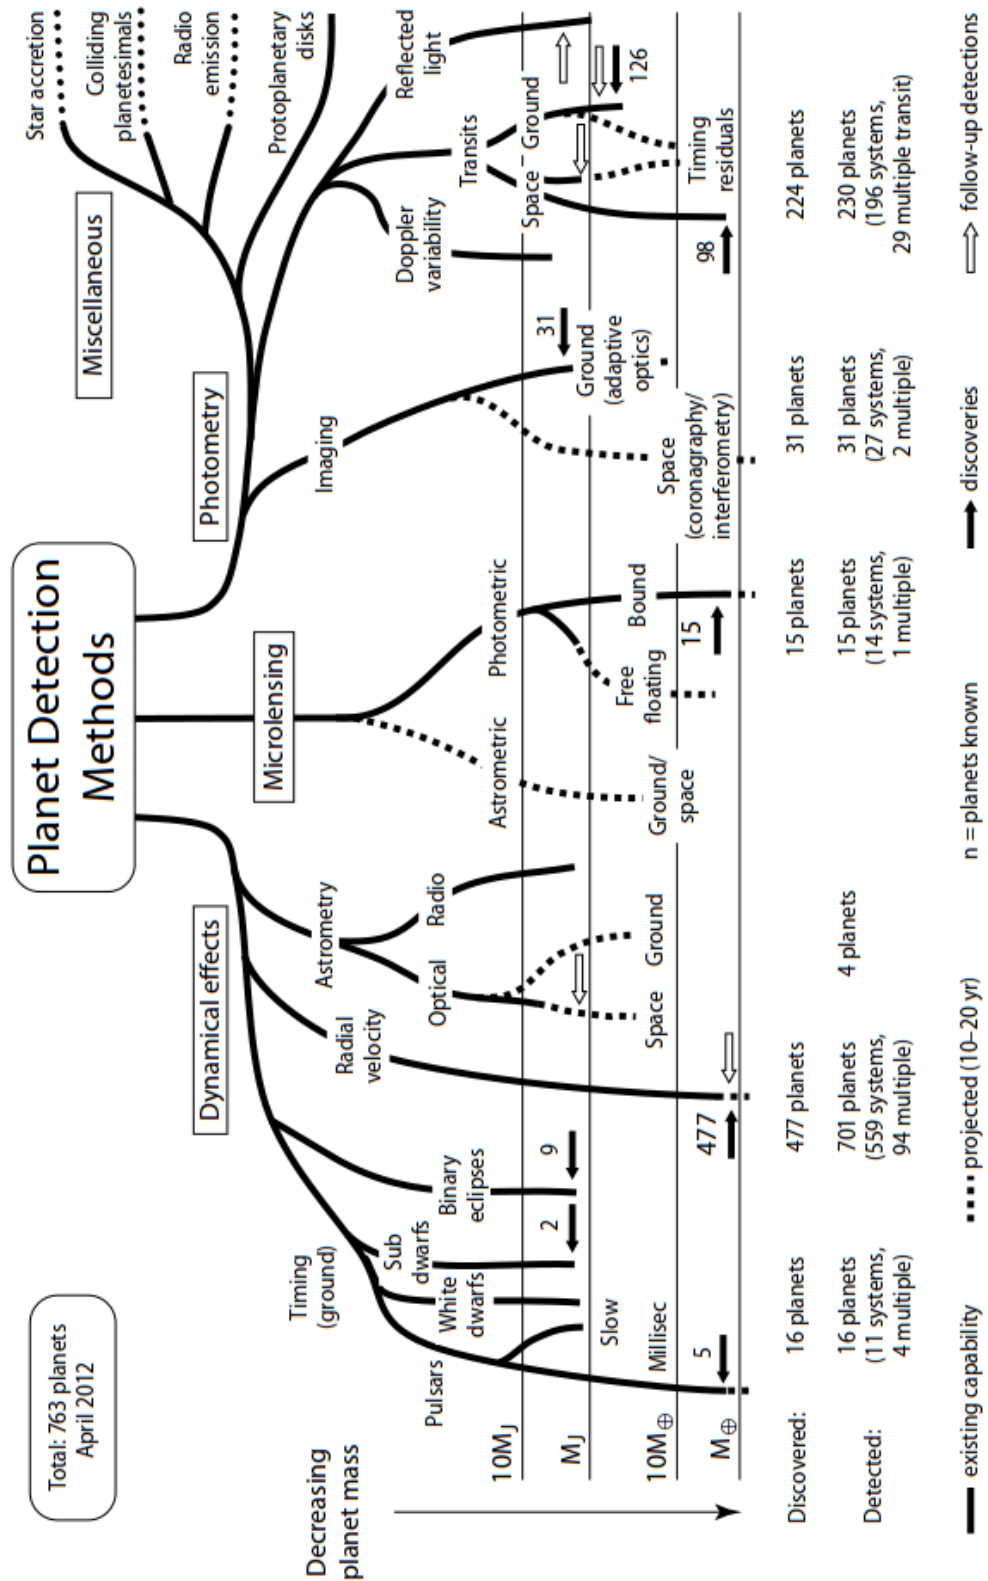 Planet Detection
Methods
Total: 763 planets
April 2012
Dynamical effects
Microlensing
Photometry
Miscellaneous
Star accretion
Colliding
planetesimals
Radio
emission
Protoplanetary
disks
Decreasing
planet mass
Timing
(ground)
Pulsars
White
dwarfs
Sub
dwarfs
Binary
eclipses
Radial
velocity
Astrometry
Optical
Radio
Astrometric
Photometric
Imaging
Doppler
variability
Transits
Reflected
light
Space
Ground
10MJ
MJ
10M⊕
M⊕
Slow
Millisec
5
2
9
477
Space
Ground
Ground/
space
Free
floating
Bound
15
31
Ground
(adaptive
optics)
Space
(coronagraphy/
interferometry)
98
126
Timing
residuals
Discovered:
16 planets
477 planets
15 planets
31 planets
224 planets
Detected:
16 planets
(11 systems,
4 multiple)
701 planets
(559 systems,
94 multiple)
4 planets
15 planets
(14 systems,
1 multiple)
31 planets
(27 systems,
2 multiple)
230 planets
(196 systems,
29 multiple transit)
existing capability
projected (10–20 yr)
n = planets known
discoveries
follow-up detections